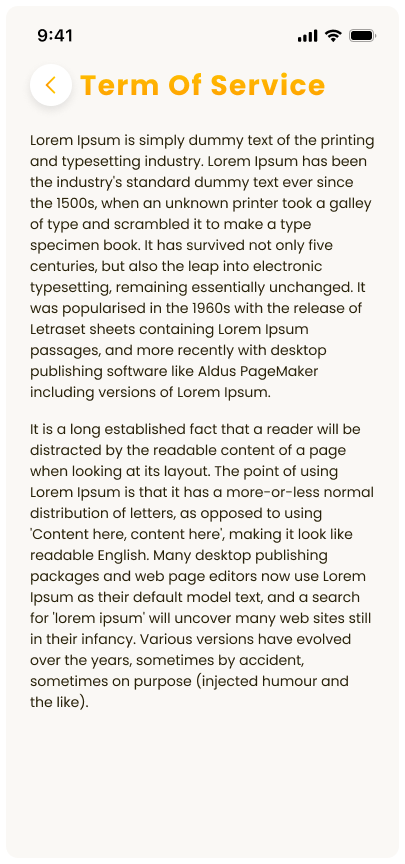 9:41
Term Of Service
Lorem Ipsum is simply dummy text of the printing
and typesetting industry. Lorem Ipsum has been
the industry's standard dummy text ever since
the 1500s, when an unknown printer took a galley
of type and scrambled it to make a type
specimen book. It has survived not only five
centuries, but also the leap into electronic
typesetting, remaining essentially unchanged. It
was popularised in the 1960s with the release of
Letraset sheets containing Lorem Ipsum
passages, and more recently with desktop
publishing software like Aldus PageMaker
including versions of Lorem Ipsum.
It is a long established fact that a reader will be
distracted by the readable content of a page
when looking at its layout. The point of using
Lorem Ipsum is that it has a more-or-less normal
distribution of letters, as opposed to using
'Content here, content here', making it look like
readable English. Many desktop publishing
packages and web page editors now use Lorem
Ipsum as their default model text, and a search
for 'lorem ipsum' will uncover many web sites still
in their infancy. Various versions have evolved
over the years, sometimes by accident,
sometimes on purpose (injected humour and
the like).